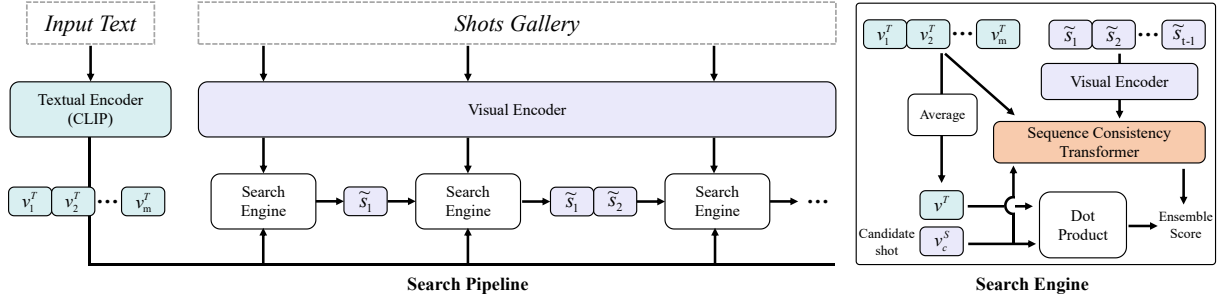 Input Text
Shots Gallery
Textual Encoder
(CLIP)
Visual Encoder
v₁ᵀ v₂ᵀ ··· vₘᵀ
Search
Engine
s̃₁
Search
Engine
s̃₁ s̃₂
Search
Engine
···
Search Pipeline
v₁ᵀ v₂ᵀ ··· vₘᵀ
s̃₁ s̃₂ ··· s̃ₜ₋₁
Visual Encoder
Average
Sequence Consistency
Transformer
vᵀ
Candidate
shot
v_c^S
Dot
Product
Ensemble
Score
Search Engine